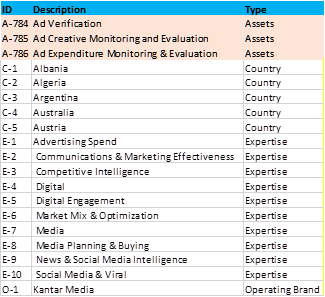 ID Description Type
A-784 Ad Verification Assets
A-785 Ad Creative Monitoring and Evaluation Assets
A-786 Ad Expenditure Monitoring & Evaluation Assets
C-1 Albania Country
C-2 Algeria Country
C-3 Argentina Country
C-4 Australia Country
C-5 Austria Country
E-1 Advertising Spend Expertise
E-2 Communications & Marketing Effectiveness Expertise
E-3 Competitive Intelligence Expertise
E-4 Digital Expertise
E-5 Digital Engagement Expertise
E-6 Market Mix & Optimization Expertise
E-7 Media Expertise
E-8 Media Planning & Buying Expertise
E-9 News & Social Media Intelligence Expertise
E-10 Social Media & Viral Expertise
O-1 Kantar Media Operating Brand